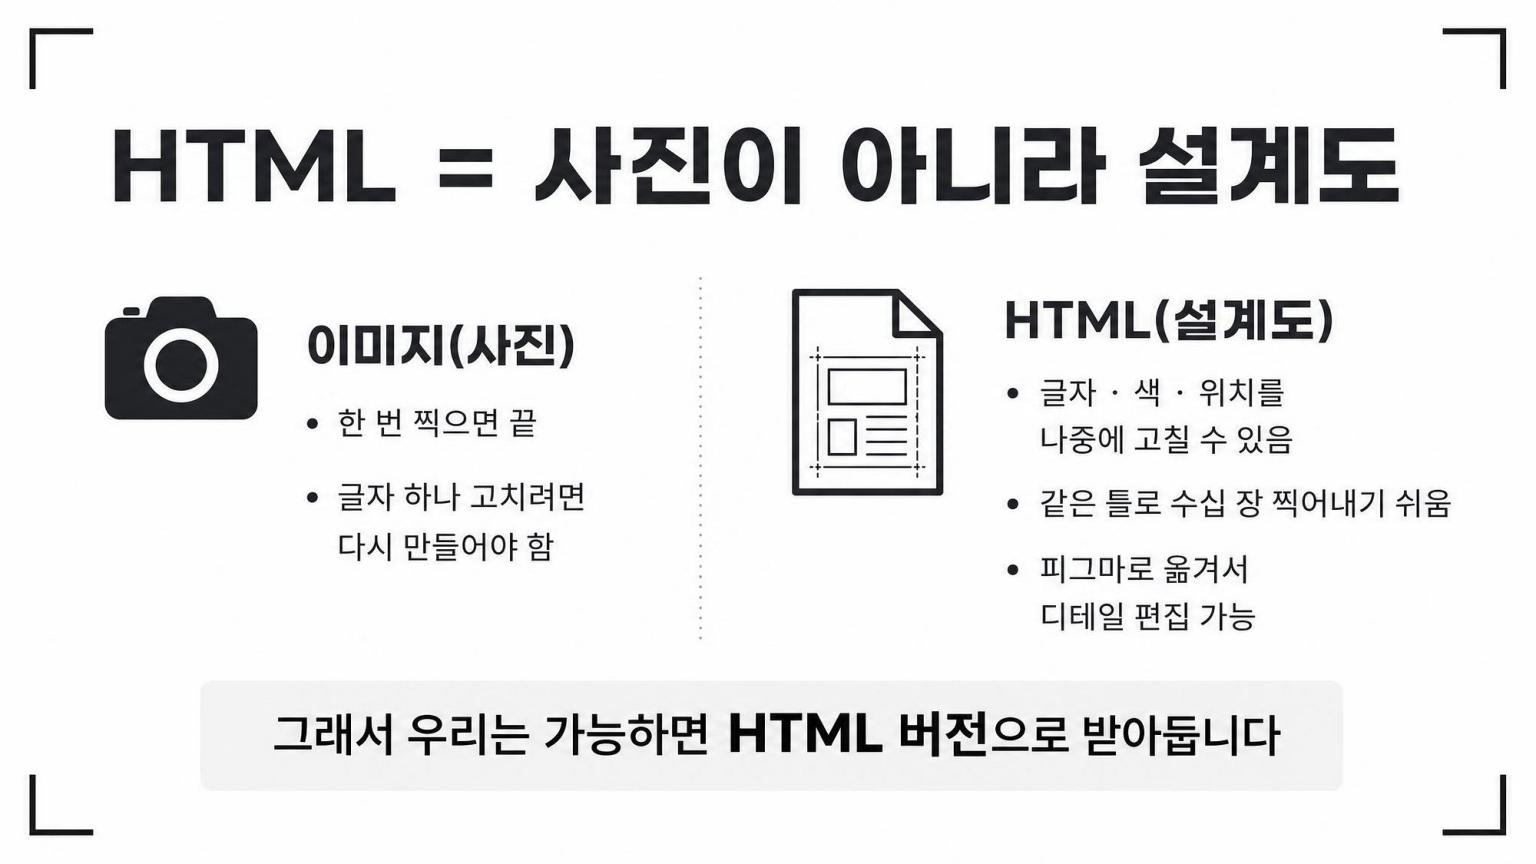 HTML = 사진이 아니라 설계도
이미지(사진)
• 한 번 찍으면 끝
• 글자 하나 고치려면
다시 만들어야 함
HTML(설계도)
• 글자 · 색 · 위치를
나중에 고칠 수 있음
• 같은 틀로 수십 장 찍어내기 쉬움
• 피그마로 옮겨서
디테일 편집 가능
그래서 우리는 가능하면 HTML 버전으로 받아둡니다